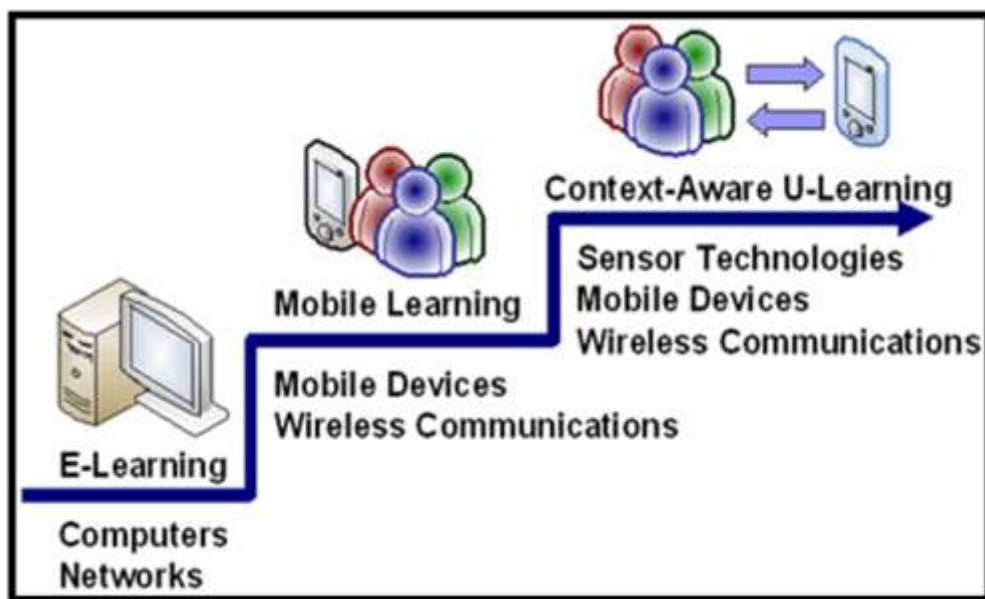 Context-Aware U-Learning
Sensor Technologies
Mobile Devices
Wireless Communications
Mobile Learning
Mobile Devices
Wireless Communications
E-Learning
Computers
Networks